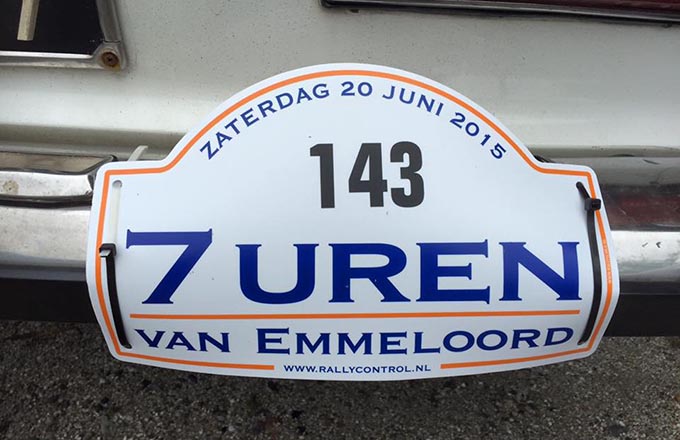 ZATERDAG 20 JUNI 2015
143
7 UREN
VAN EMMELOORD
WWW.RALLYCONTROL.NL